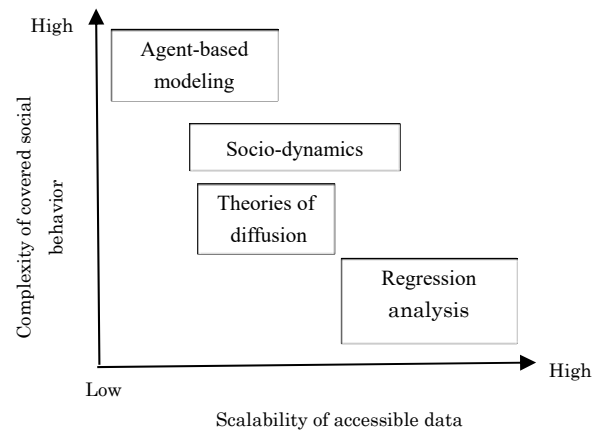 High
Agent-based
modeling
Socio-dynamics
Theories of
diffusion
Regression
analysis
Complexity of covered social
behavior
Low
High
Scalability of accessible data